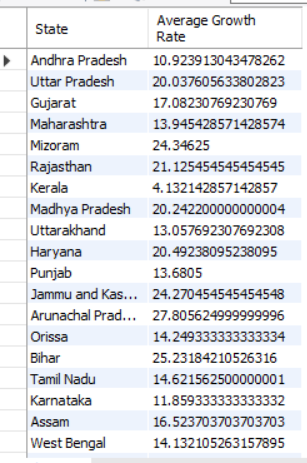 State Average Growth Rate
Andhra Pradesh 10.923913043478262
Uttar Pradesh 20.037605633802823
Gujarat 17.08230769230769
Maharashtra 13.945428571428574
Mizoram 24.34625
Rajasthan 21.125454545454545
Kerala 4.132142857142857
Madhya Pradesh 20.242200000000004
Uttarakhand 13.057692307692308
Haryana 20.49238095238095
Punjab 13.6805
Jammu and Kas... 24.270454545454548
Arunachal Prad... 27.805624999999996
Orissa 14.249333333333334
Bihar 25.23184210526316
Tamil Nadu 14.621562500000001
Karnataka 11.859333333333332
Assam 16.523703703703703
West Bengal 14.132105263157895